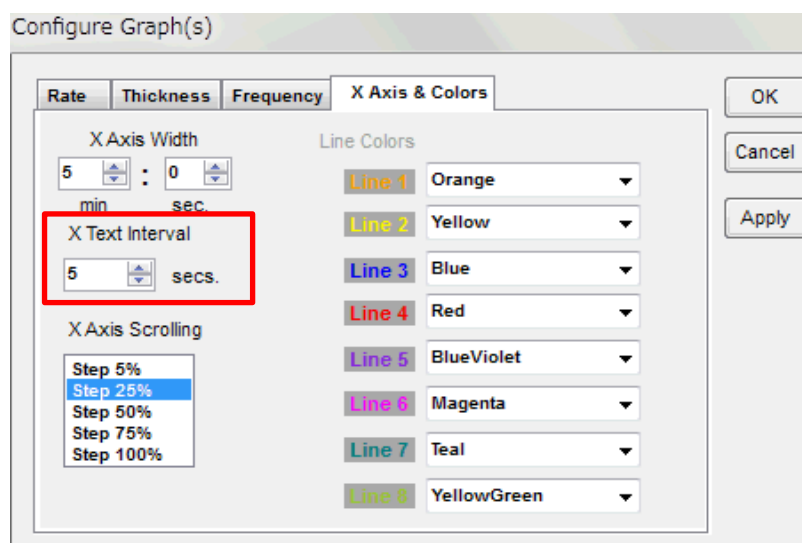 Configure Graph(s)
Rate Thickness Frequency X Axis & Colors
OK
Cancel
Apply
X Axis Width
5 : 0
min sec.
X Text Interval
5 secs.
X Axis Scrolling
Step 5%
Step 25%
Step 50%
Step 75%
Step 100%
Line Colors
Line 1 Orange
Line 2 Yellow
Line 3 Blue
Line 4 Red
Line 5 BlueViolet
Line 6 Magenta
Line 7 Teal
Line 8 YellowGreen